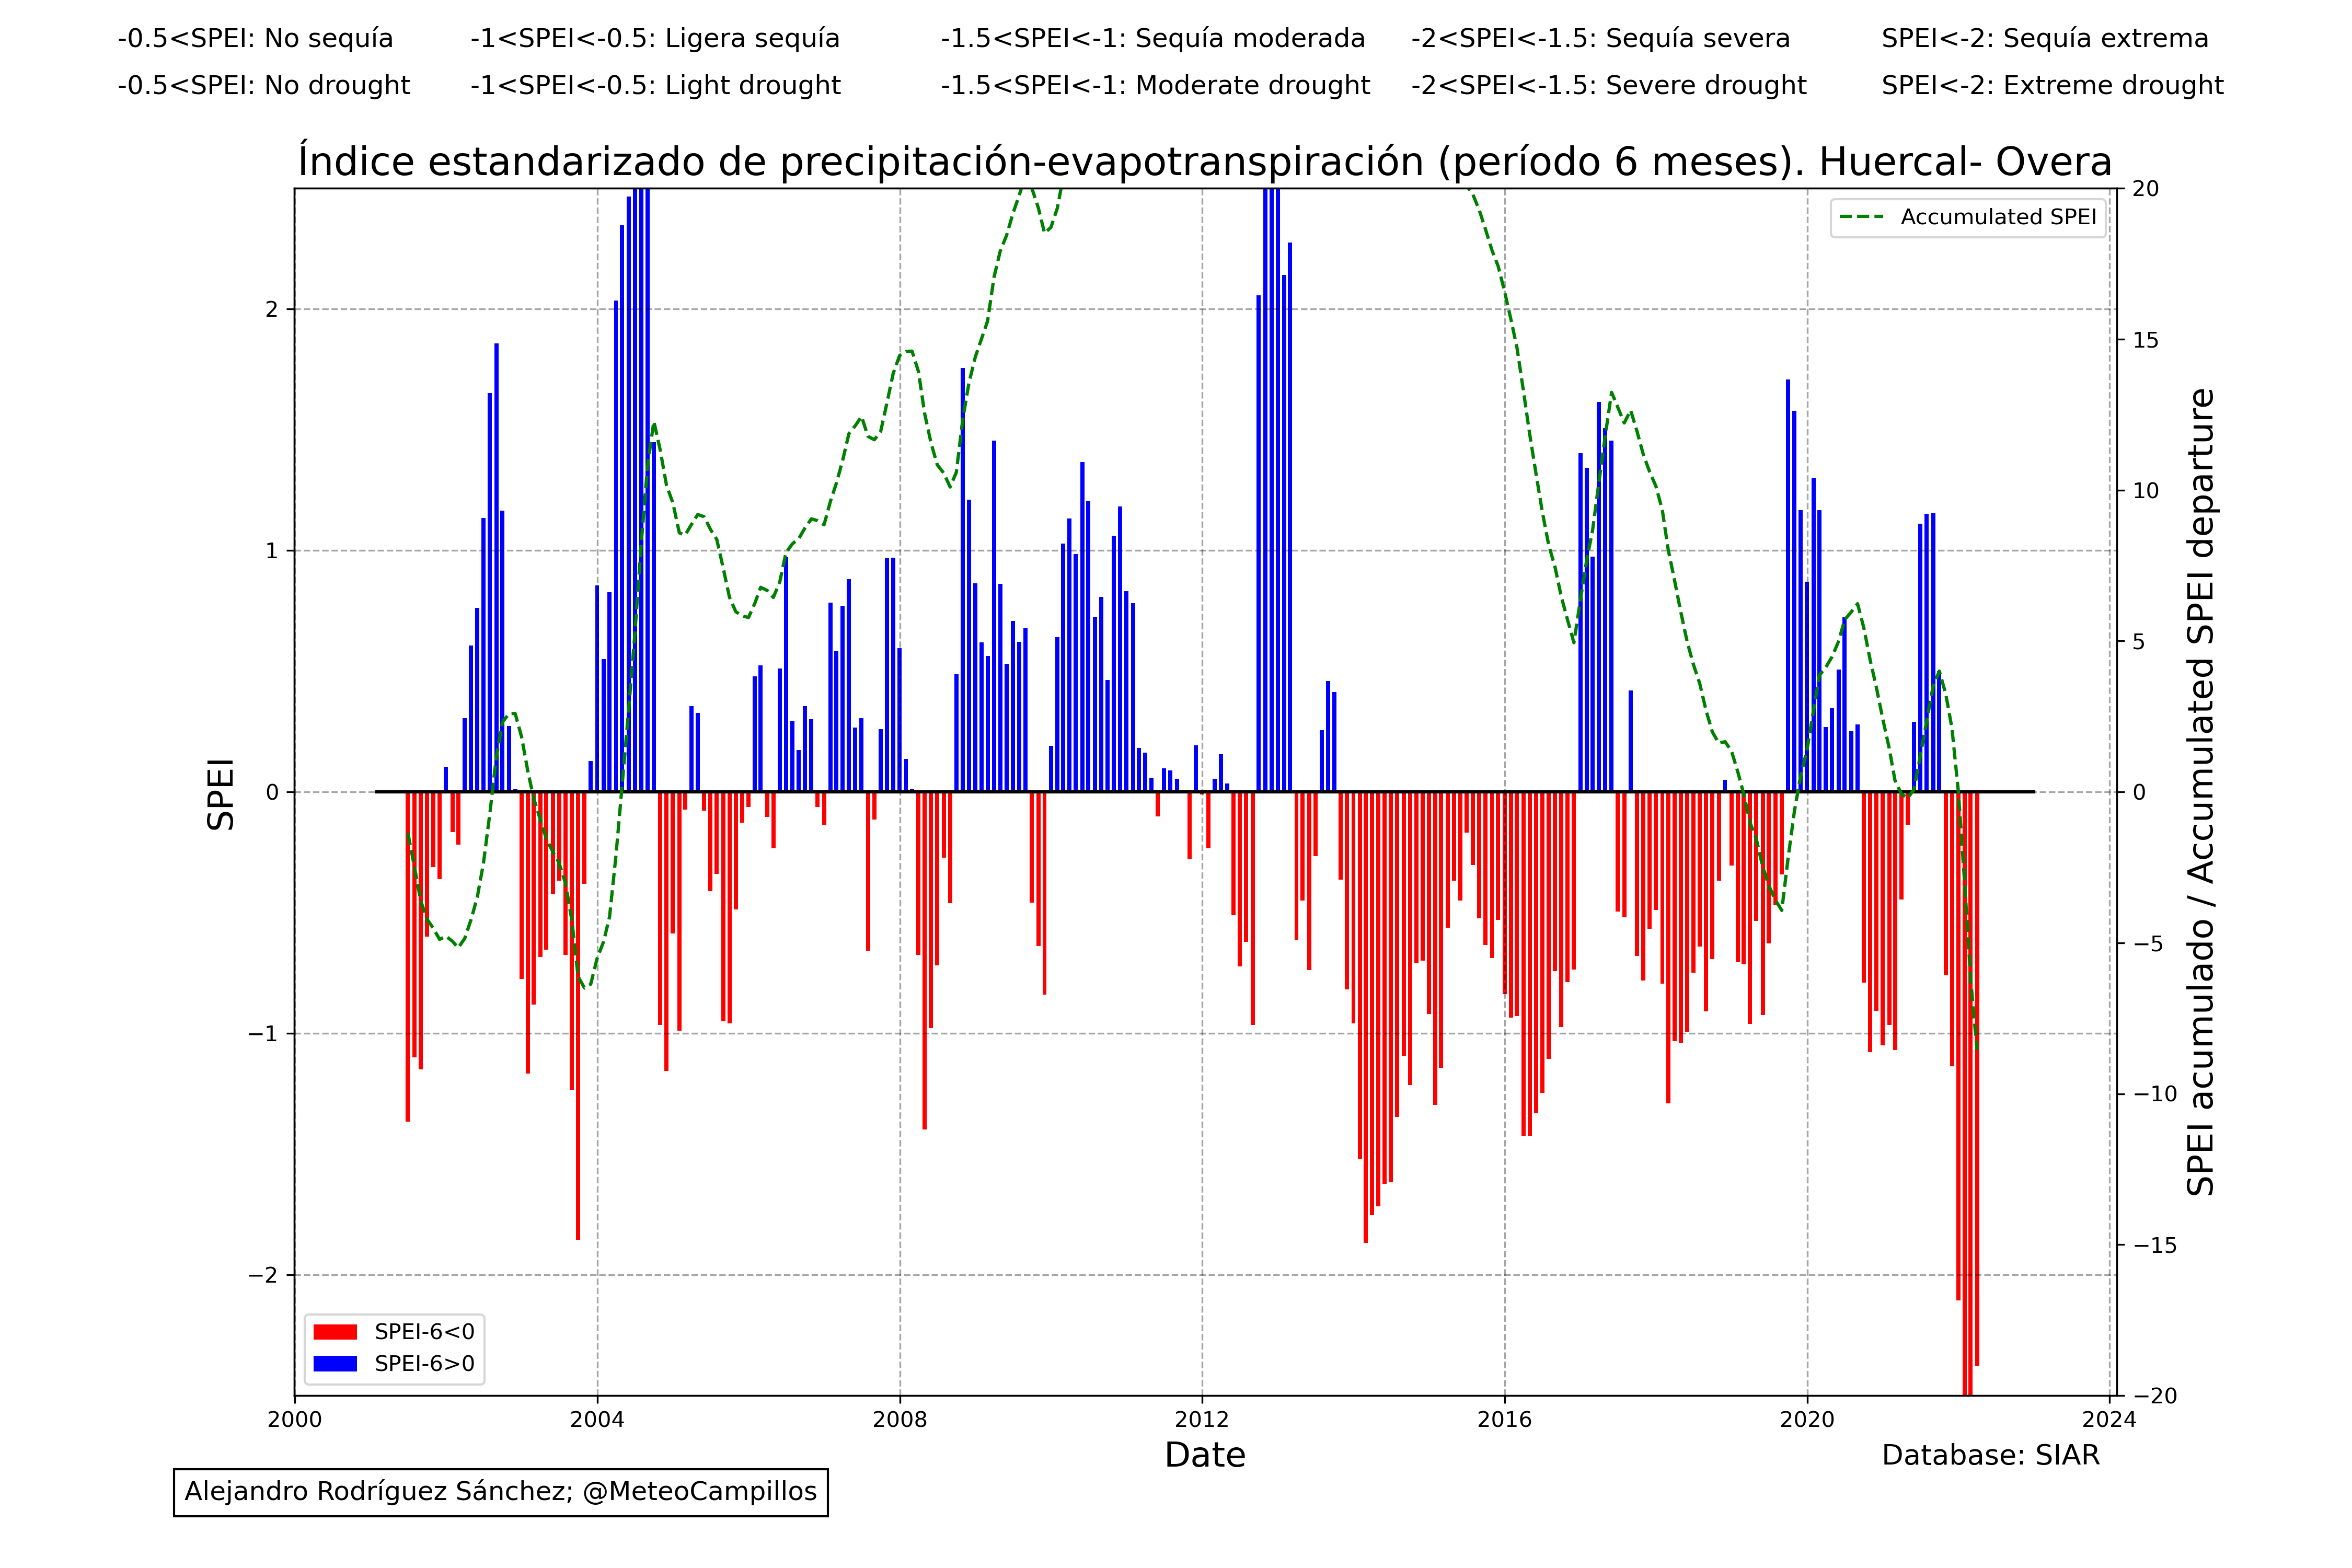 -0.5<SPEI: No sequía -1<SPEI<-0.5: Ligera sequía -1.5<SPEI<-1: Sequía moderada -2<SPEI<-1.5: Sequía severa SPEI<-2: Sequía extrema
-0.5<SPEI: No drought -1<SPEI<-0.5: Light drought -1.5<SPEI<-1: Moderate drought -2<SPEI<-1.5: Severe drought SPEI<-2: Extreme drought
Índice estandarizado de precipitación-evapotranspiración (período 6 meses). Huercal- Overa
Accumulated SPEI
SPEI
2
1
0
−1
−2
20
15
10
5
0
−5
−10
−15
−20
SPEI acumulado / Accumulated SPEI departure
SPEI-6<0
SPEI-6>0
2000 2004 2008 2012 2016 2020 2024
Date
Database: SIAR
Alejandro Rodríguez Sánchez; @MeteoCampillos